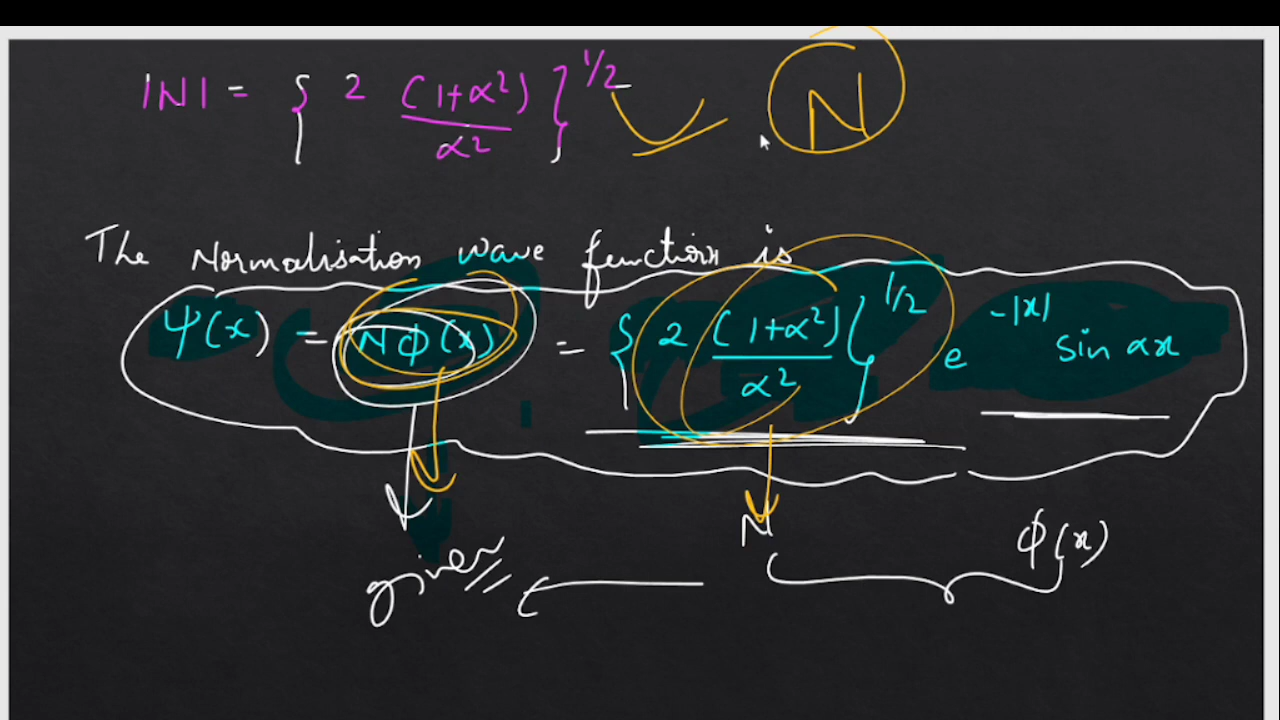 |N| = { 2 (1+α²)/α² }^1/2 N
The Normalisation wave function is
Ψ(x) = Nϕ(x) = { 2 (1+α²)/α² }^1/2 e^-|x| sin αx
N ϕ(x)
given